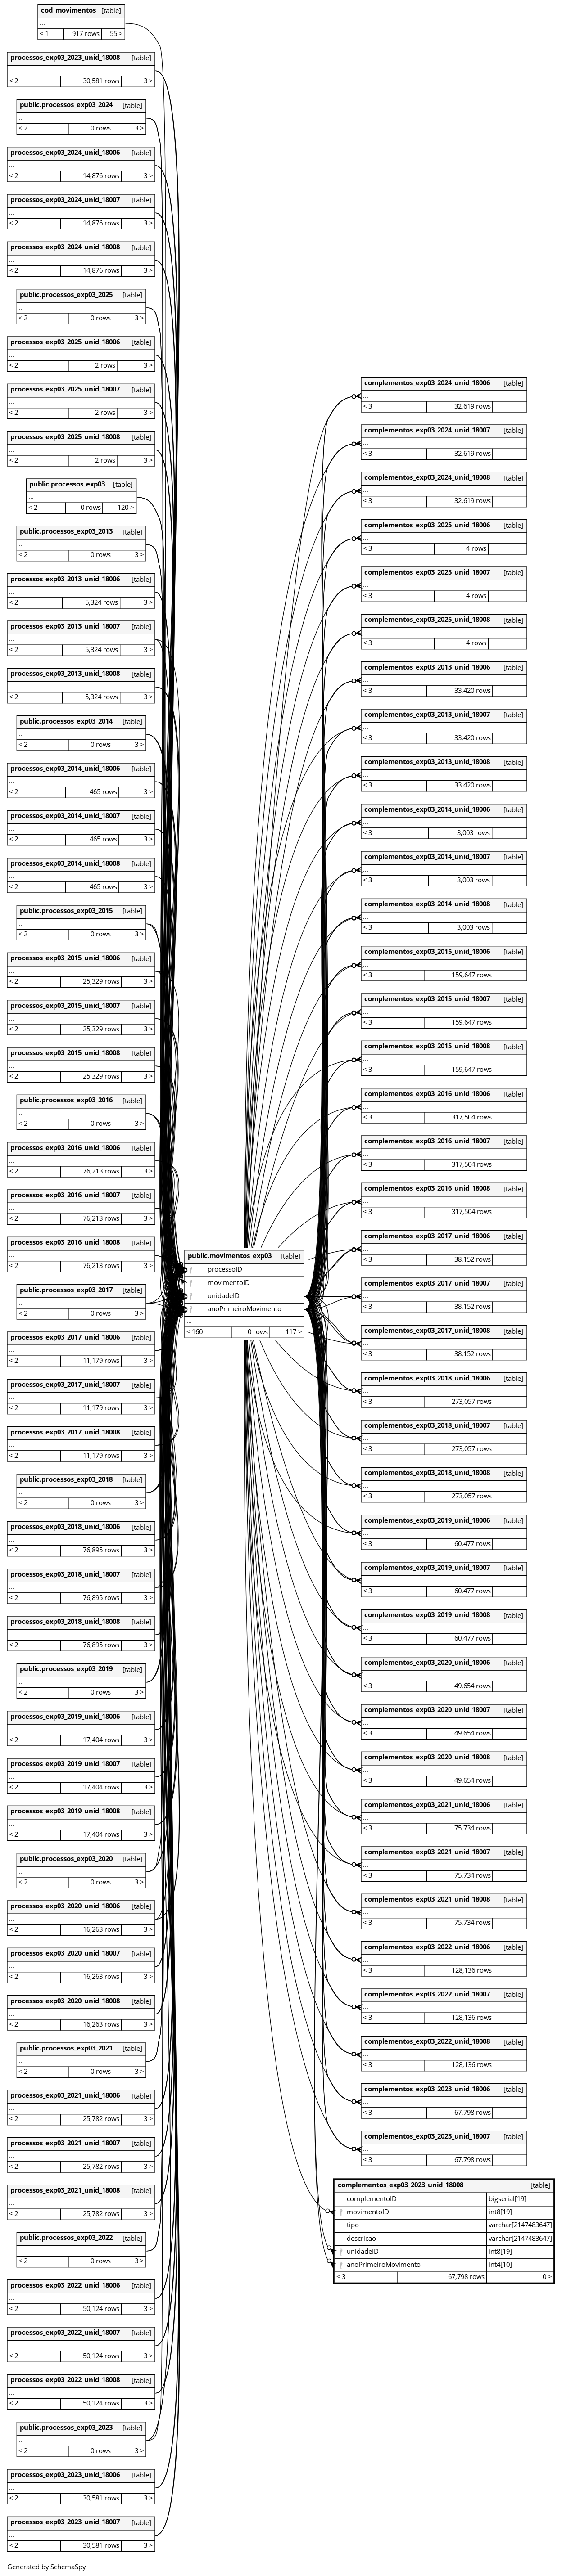 cod_movimentos [table]
...
< 1 917 rows 55 >
processos_exp03_2023_unid_18008 [table]
...
< 2 30,581 rows 3 >
public.processos_exp03_2024 [table]
...
< 2 0 rows 3 >
processos_exp03_2024_unid_18006 [table]
...
< 2 14,876 rows 3 >
processos_exp03_2024_unid_18007 [table]
...
< 2 14,876 rows 3 >
processos_exp03_2024_unid_18008 [table]
...
< 2 14,876 rows 3 >
public.processos_exp03_2025 [table]
...
< 2 0 rows 3 >
processos_exp03_2025_unid_18006 [table]
...
< 2 2 rows 3 >
processos_exp03_2025_unid_18007 [table]
...
< 2 2 rows 3 >
processos_exp03_2025_unid_18008 [table]
...
< 2 2 rows 3 >
public.processos_exp03 [table]
...
< 2 0 rows 120 >
public.processos_exp03_2013 [table]
...
< 2 0 rows 3 >
processos_exp03_2013_unid_18006 [table]
...
< 2 5,324 rows 3 >
processos_exp03_2013_unid_18007 [table]
...
< 2 5,324 rows 3 >
processos_exp03_2013_unid_18008 [table]
...
< 2 5,324 rows 3 >
public.processos_exp03_2014 [table]
...
< 2 0 rows 3 >
processos_exp03_2014_unid_18006 [table]
...
< 2 465 rows 3 >
processos_exp03_2014_unid_18007 [table]
...
< 2 465 rows 3 >
processos_exp03_2014_unid_18008 [table]
...
< 2 465 rows 3 >
public.processos_exp03_2015 [table]
...
< 2 0 rows 3 >
processos_exp03_2015_unid_18006 [table]
...
< 2 25,329 rows 3 >
processos_exp03_2015_unid_18007 [table]
...
< 2 25,329 rows 3 >
processos_exp03_2015_unid_18008 [table]
...
< 2 25,329 rows 3 >
public.processos_exp03_2016 [table]
...
< 2 0 rows 3 >
processos_exp03_2016_unid_18006 [table]
...
< 2 76,213 rows 3 >
processos_exp03_2016_unid_18007 [table]
...
< 2 76,213 rows 3 >
processos_exp03_2016_unid_18008 [table]
...
< 2 76,213 rows 3 >
public.processos_exp03_2017 [table]
...
< 2 0 rows 3 >
processos_exp03_2017_unid_18006 [table]
...
< 2 11,179 rows 3 >
processos_exp03_2017_unid_18007 [table]
...
< 2 11,179 rows 3 >
processos_exp03_2017_unid_18008 [table]
...
< 2 11,179 rows 3 >
public.processos_exp03_2018 [table]
...
< 2 0 rows 3 >
processos_exp03_2018_unid_18006 [table]
...
< 2 76,895 rows 3 >
processos_exp03_2018_unid_18007 [table]
...
< 2 76,895 rows 3 >
processos_exp03_2018_unid_18008 [table]
...
< 2 76,895 rows 3 >
public.processos_exp03_2019 [table]
...
< 2 0 rows 3 >
processos_exp03_2019_unid_18006 [table]
...
< 2 17,404 rows 3 >
processos_exp03_2019_unid_18007 [table]
...
< 2 17,404 rows 3 >
processos_exp03_2019_unid_18008 [table]
...
< 2 17,404 rows 3 >
public.processos_exp03_2020 [table]
...
< 2 0 rows 3 >
processos_exp03_2020_unid_18006 [table]
...
< 2 16,263 rows 3 >
processos_exp03_2020_unid_18007 [table]
...
< 2 16,263 rows 3 >
processos_exp03_2020_unid_18008 [table]
...
< 2 16,263 rows 3 >
public.processos_exp03_2021 [table]
...
< 2 0 rows 3 >
processos_exp03_2021_unid_18006 [table]
...
< 2 25,782 rows 3 >
processos_exp03_2021_unid_18007 [table]
...
< 2 25,782 rows 3 >
processos_exp03_2021_unid_18008 [table]
...
< 2 25,782 rows 3 >
public.processos_exp03_2022 [table]
...
< 2 0 rows 3 >
processos_exp03_2022_unid_18006 [table]
...
< 2 50,124 rows 3 >
processos_exp03_2022_unid_18007 [table]
...
< 2 50,124 rows 3 >
processos_exp03_2022_unid_18008 [table]
...
< 2 50,124 rows 3 >
public.processos_exp03_2023 [table]
...
< 2 0 rows 3 >
processos_exp03_2023_unid_18006 [table]
...
< 2 30,581 rows 3 >
processos_exp03_2023_unid_18007 [table]
...
< 2 30,581 rows 3 >
public.movimentos_exp03 [table]
processoID
movimentoID
unidadeID
anoPrimeiroMovimento
...
< 160 0 rows 117 >
complementos_exp03_2024_unid_18006 [table]
...
< 3 32,619 rows
complementos_exp03_2024_unid_18007 [table]
...
< 3 32,619 rows
complementos_exp03_2024_unid_18008 [table]
...
< 3 32,619 rows
complementos_exp03_2025_unid_18006 [table]
...
< 3 4 rows
complementos_exp03_2025_unid_18007 [table]
...
< 3 4 rows
complementos_exp03_2025_unid_18008 [table]
...
< 3 4 rows
complementos_exp03_2013_unid_18006 [table]
...
< 3 33,420 rows
complementos_exp03_2013_unid_18007 [table]
...
< 3 33,420 rows
complementos_exp03_2013_unid_18008 [table]
...
< 3 33,420 rows
complementos_exp03_2014_unid_18006 [table]
...
< 3 3,003 rows
complementos_exp03_2014_unid_18007 [table]
...
< 3 3,003 rows
complementos_exp03_2014_unid_18008 [table]
...
< 3 3,003 rows
complementos_exp03_2015_unid_18006 [table]
...
< 3 159,647 rows
complementos_exp03_2015_unid_18007 [table]
...
< 3 159,647 rows
complementos_exp03_2015_unid_18008 [table]
...
< 3 159,647 rows
complementos_exp03_2016_unid_18006 [table]
...
< 3 317,504 rows
complementos_exp03_2016_unid_18007 [table]
...
< 3 317,504 rows
complementos_exp03_2016_unid_18008 [table]
...
< 3 317,504 rows
complementos_exp03_2017_unid_18006 [table]
...
< 3 38,152 rows
complementos_exp03_2017_unid_18007 [table]
...
< 3 38,152 rows
complementos_exp03_2017_unid_18008 [table]
...
< 3 38,152 rows
complementos_exp03_2018_unid_18006 [table]
...
< 3 273,057 rows
complementos_exp03_2018_unid_18007 [table]
...
< 3 273,057 rows
complementos_exp03_2018_unid_18008 [table]
...
< 3 273,057 rows
complementos_exp03_2019_unid_18006 [table]
...
< 3 60,477 rows
complementos_exp03_2019_unid_18007 [table]
...
< 3 60,477 rows
complementos_exp03_2019_unid_18008 [table]
...
< 3 60,477 rows
complementos_exp03_2020_unid_18006 [table]
...
< 3 49,654 rows
complementos_exp03_2020_unid_18007 [table]
...
< 3 49,654 rows
complementos_exp03_2020_unid_18008 [table]
...
< 3 49,654 rows
complementos_exp03_2021_unid_18006 [table]
...
< 3 75,734 rows
complementos_exp03_2021_unid_18007 [table]
...
< 3 75,734 rows
complementos_exp03_2021_unid_18008 [table]
...
< 3 75,734 rows
complementos_exp03_2022_unid_18006 [table]
...
< 3 128,136 rows
complementos_exp03_2022_unid_18007 [table]
...
< 3 128,136 rows
complementos_exp03_2022_unid_18008 [table]
...
< 3 128,136 rows
complementos_exp03_2023_unid_18006 [table]
...
< 3 67,798 rows
complementos_exp03_2023_unid_18007 [table]
...
< 3 67,798 rows
complementos_exp03_2023_unid_18008 [table]
complementoID bigserial[19]
movimentoID int8[19]
tipo varchar[2147483647]
descricao varchar[2147483647]
unidadeID int8[19]
anoPrimeiroMovimento int4[10]
< 3 67,798 rows 0 >
Generated by SchemaSpy